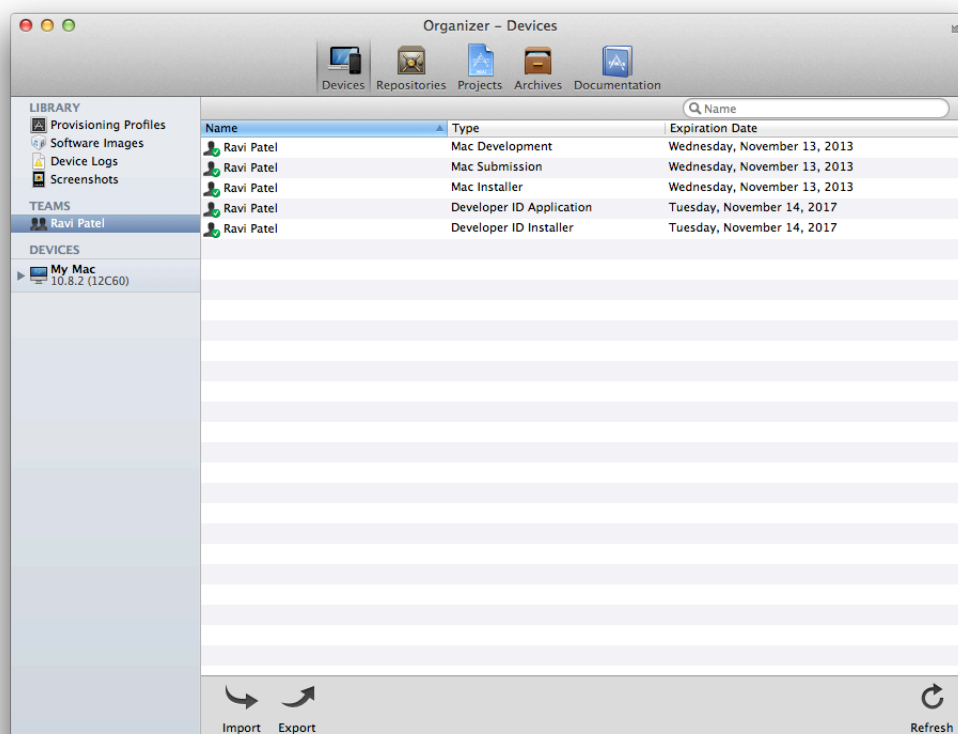 Organizer – Devices
Devices Repositories Projects Archives Documentation
Name
LIBRARY
Provisioning Profiles
Software Images
Device Logs
Screenshots
TEAMS
Ravi Patel
DEVICES
My Mac
10.8.2 (12C60)
Name Type Expiration Date
Ravi Patel Mac Development Wednesday, November 13, 2013
Ravi Patel Mac Submission Wednesday, November 13, 2013
Ravi Patel Mac Installer Wednesday, November 13, 2013
Ravi Patel Developer ID Application Tuesday, November 14, 2017
Ravi Patel Developer ID Installer Tuesday, November 14, 2017
Import Export Refresh